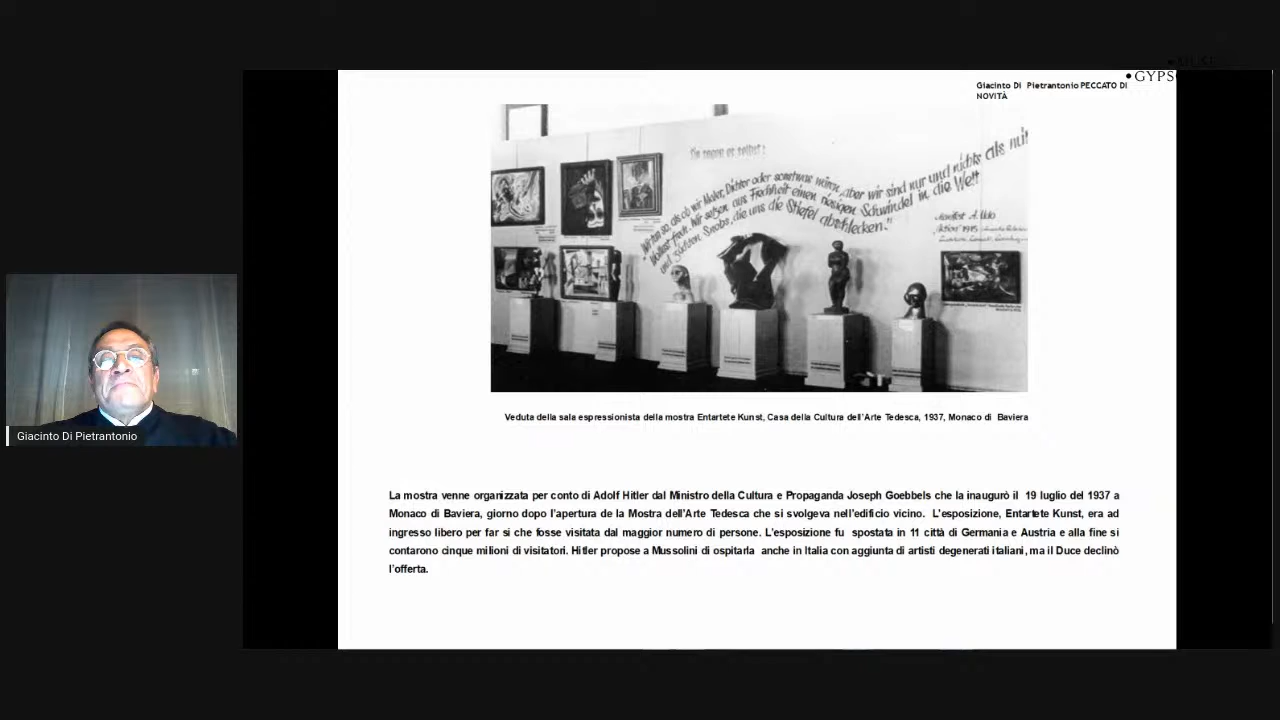 GYPS
Giacinto Di Pietrantonio PECCATO DI
NOVITÀ
Sie sagen es selbst:
"Wir tun so, als ob wir Maler, Dichter oder sonstwas wären, aber wir sind nur und nichts als mit
Wollust frech. Wir setzen aus Frechheit einen riesigen Schwindel in die Welt
und züchten Snobs, die uns die Stiefel abschlecken."
Manifest A. Udo
"Aktion" 1915
Veduta della sala espressionista della mostra Entartete Kunst, Casa della Cultura dell'Arte Tedesca, 1937, Monaco di Baviera
Giacinto Di Pietrantonio
La mostra venne organizzata per conto di Adolf Hitler dal Ministro della Cultura e Propaganda Joseph Goebbels che la inaugurò il 19 luglio del 1937 a
Monaco di Baviera, giorno dopo l'apertura de la Mostra dell'Arte Tedesca che si svolgeva nell'edificio vicino. L'esposizione, Entartete Kunst, era ad
ingresso libero per far si che fosse visitata dal maggior numero di persone. L'esposizione fu spostata in 11 città di Germania e Austria e alla fine si
contarono cinque milioni di visitatori. Hitler propose a Mussolini di ospitarla anche in Italia con aggiunta di artisti degenerati italiani, ma il Duce declinò
l'offerta.